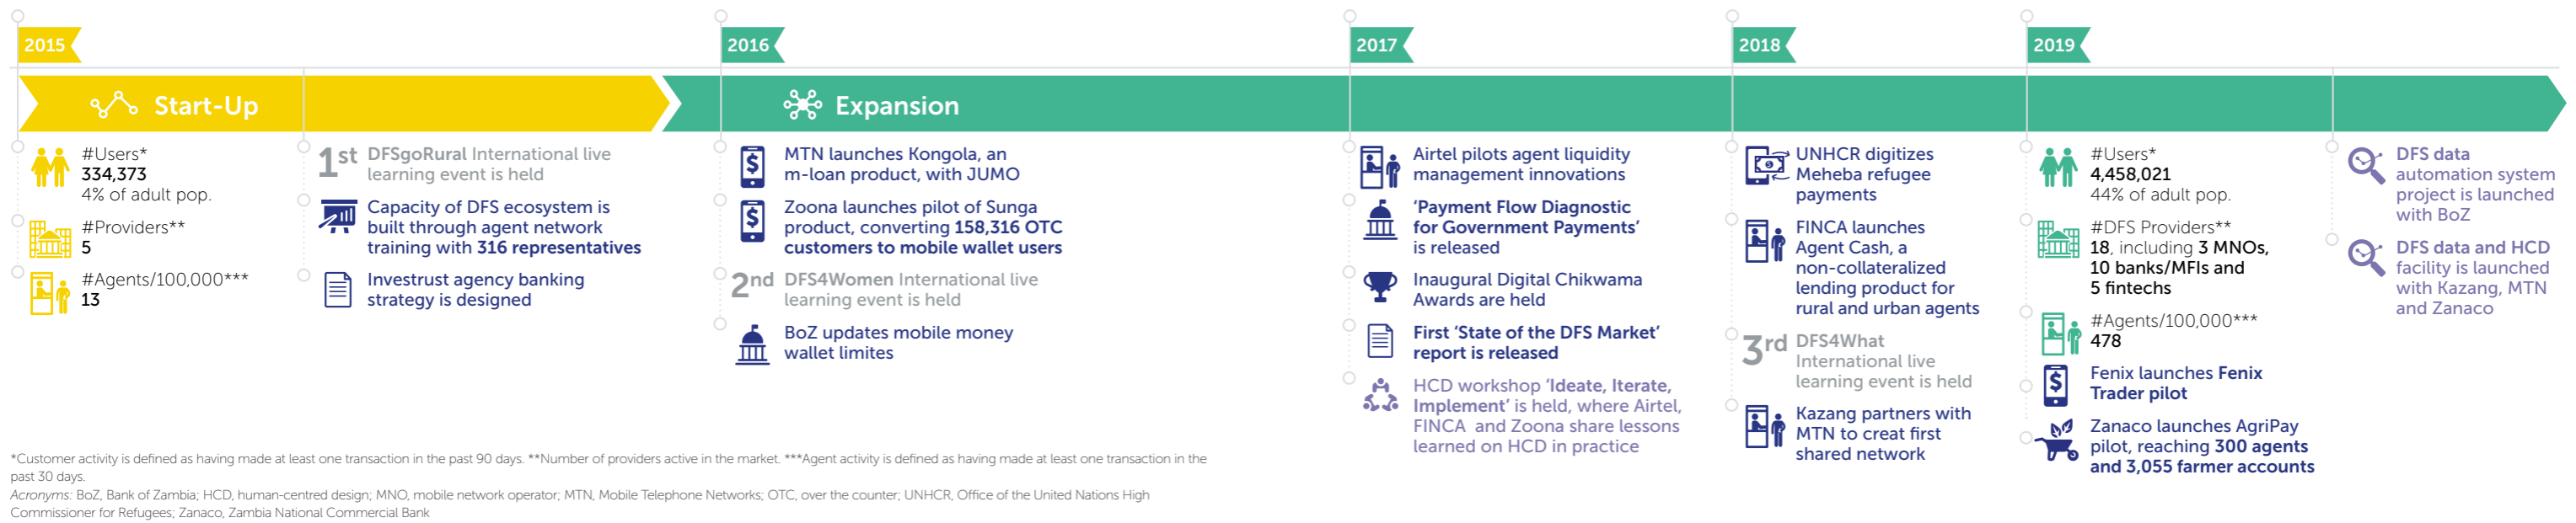 2015
Start-Up
#Users*
334,373
4% of adult pop.
#Providers**
5
#Agents/100,000***
13
1st DFSgoRural International live
learning event is held
Capacity of DFS ecosystem is
built through agent network
training with 316 representatives
Investrust agency banking
strategy is designed
2016
Expansion
MTN launches Kongola, an
m-loan product, with JUMO
Zoona launches pilot of Sunga
product, converting 158,316 OTC
customers to mobile wallet users
2nd DFS4Women International live
learning event is held
BoZ updates mobile money
wallet limites
2017
Airtel pilots agent liquidity
management innovations
‘Payment Flow Diagnostic
for Government Payments’
is released
Inaugural Digital Chikwama
Awards are held
First ‘State of the DFS Market’
report is released
HCD workshop ‘Ideate, Iterate,
Implement’ is held, where Airtel,
FINCA and Zoona share lessons
learned on HCD in practice
2018
UNHCR digitizes
Meheba refugee
payments
FINCA launches
Agent Cash, a
non-collateralized
lending product for
rural and urban agents
3rd DFS4What
International live
learning event is held
Kazang partners with
MTN to creat first
shared network
2019
#Users*
4,458,021
44% of adult pop.
#DFS Providers**
18, including 3 MNOs,
10 banks/MFIs and
5 fintechs
#Agents/100,000***
478
Fenix launches Fenix
Trader pilot
Zanaco launches AgriPay
pilot, reaching 300 agents
and 3,055 farmer accounts
DFS data
automation system
project is launched
with BoZ
DFS data and HCD
facility is launched
with Kazang, MTN
and Zanaco
*Customer activity is defined as having made at least one transaction in the past 90 days. **Number of providers active in the market. ***Agent activity is defined as having made at least one transaction in the
past 30 days.
Acronyms: BoZ, Bank of Zambia; HCD, human-centred design; MNO, mobile network operator; MTN, Mobile Telephone Networks; OTC, over the counter; UNHCR, Office of the United Nations High
Commissioner for Refugees; Zanaco, Zambia National Commercial Bank